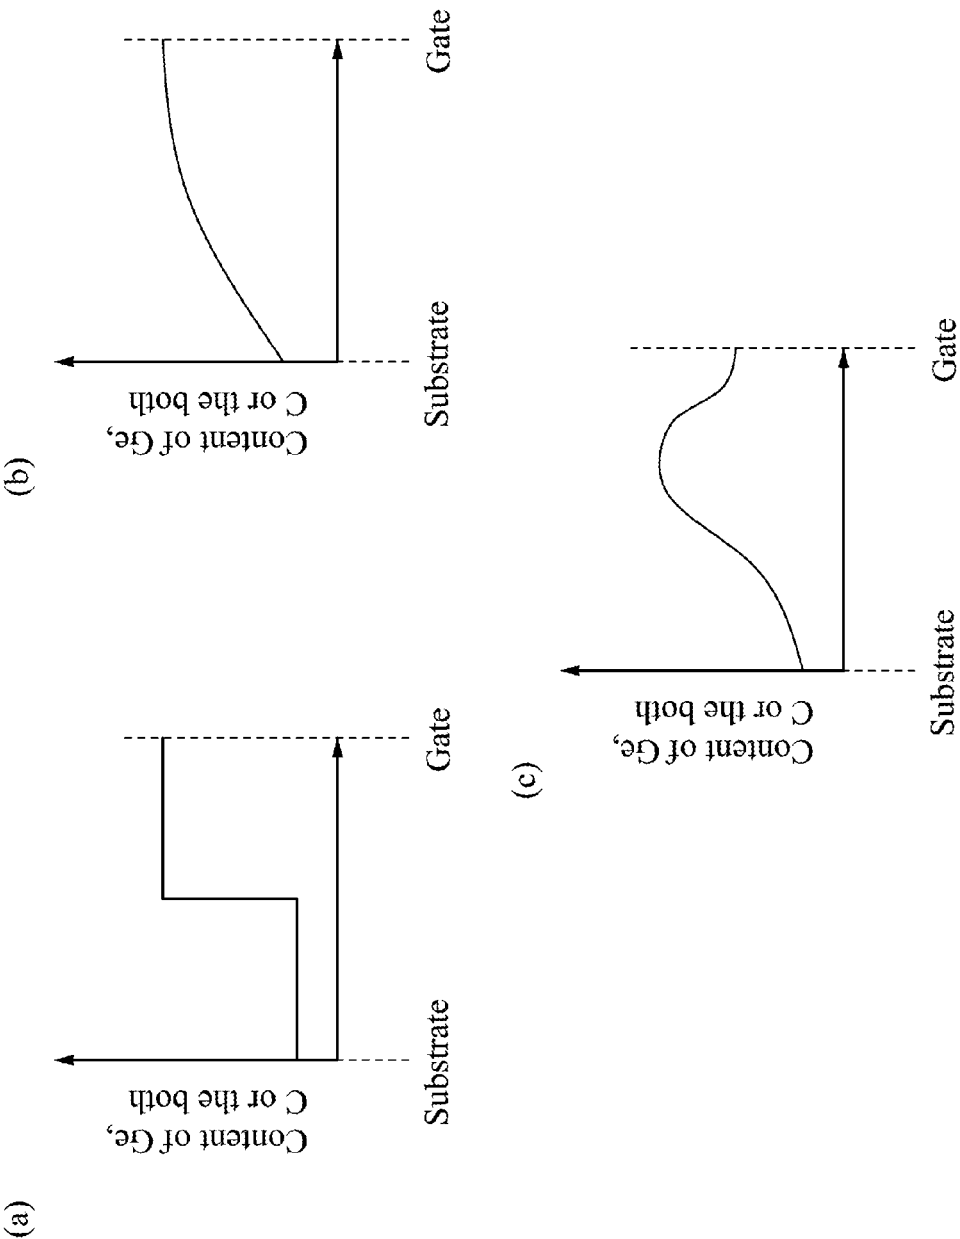 (a)
Content of Ge,
C or the both
Substrate
Gate
(b)
Content of Ge,
C or the both
Substrate
Gate
(c)
Content of Ge,
C or the both
Substrate
Gate